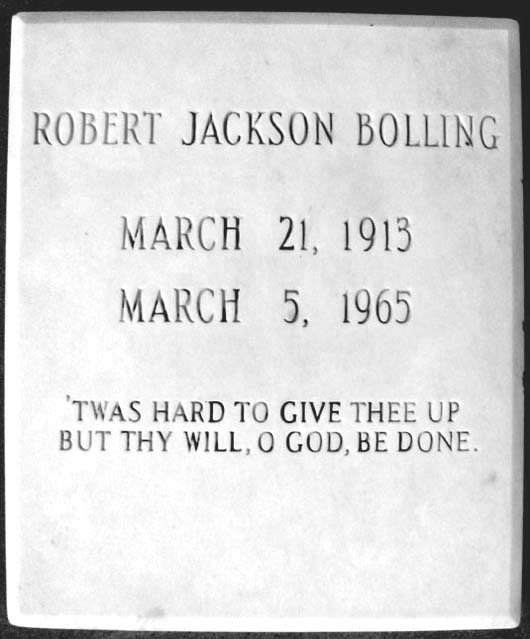 ROBERT JACKSON BOLLING
MARCH 21, 1913
MARCH 5, 1965
'TWAS HARD TO GIVE THEE UP
BUT THY WILL, O GOD, BE DONE.